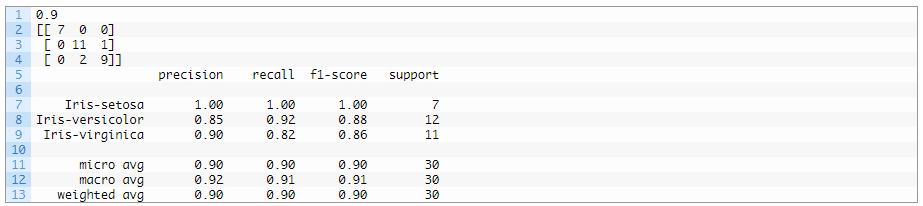 1 0.9
2 [[ 7  0  0]
3  [ 0 11  1]
4  [ 0  2  9]]
5                 precision    recall  f1-score   support
6
7     Iris-setosa       1.00      1.00      1.00         7
8 Iris-versicolor       0.85      0.92      0.88        12
9  Iris-virginica       0.90      0.82      0.86        11
10
11       micro avg       0.90      0.90      0.90        30
12       macro avg       0.92      0.91      0.91        30
13    weighted avg       0.90      0.90      0.90        30